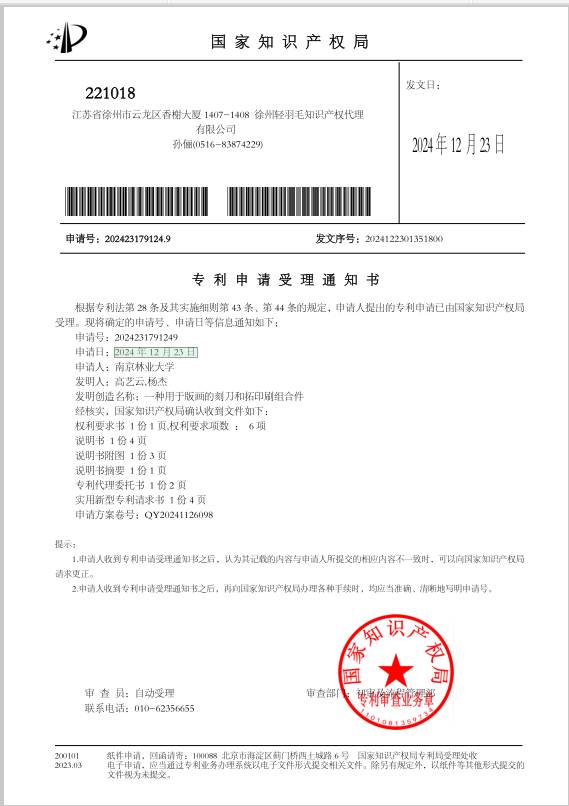 国家知识产权局
221018
江苏省徐州市云龙区香榭大厦 1407-1408 徐州轻羽毛知识产权代理
有限公司
孙俪(0516-83874229)
发文日：
2024 年 12 月 23 日
申请号：202423179124.9
发文序号：2024122301351800
专利申请受理通知书
根据专利法第 28 条及其实施细则第 43 条、第 44 条的规定，申请人提出的专利申请已由国家知识产权局
受理。现将确定的申请号、申请日等信息通知如下：
申请号：2024231791249
申请日：2024 年 12 月 23 日
申请人：南京林业大学
发明人：高艺云,杨杰
发明创造名称：一种用于版画的刻刀和拓印刷组合件
经核实，国家知识产权局确认收到文件如下：
权利要求书 1 份 1 页,权利要求项数 ： 6 项
说明书 1 份 4 页
说明书附图 1 份 3 页
说明书摘要 1 份 1 页
专利代理委托书 1 份 2 页
实用新型专利请求书 1 份 4 页
申请方案卷号：QY20241126098
提示：
1.申请人收到专利申请受理通知书之后，认为其记载的内容与申请人所提交的相应内容不一致时，可以向国家知识产权局
请求更正。
2.申请人收到专利申请受理通知书之后，再向国家知识产权局办理各种手续时，均应当准确、清晰地写明申请号。
国家知识产权局
专利审查业务章
1101081359734
审 查 员：自动受理
审查部门：初审及流程管理部
联系电话：010-62356655
200101 纸件申请，回函请寄：100088 北京市海淀区蓟门桥西土城路 6 号 国家知识产权局专利局受理处收
2023.03 电子申请，应当通过专利业务办理系统以电子文件形式提交相关文件。除另有规定外，以纸件等其他形式提交的
文件视为未提交。